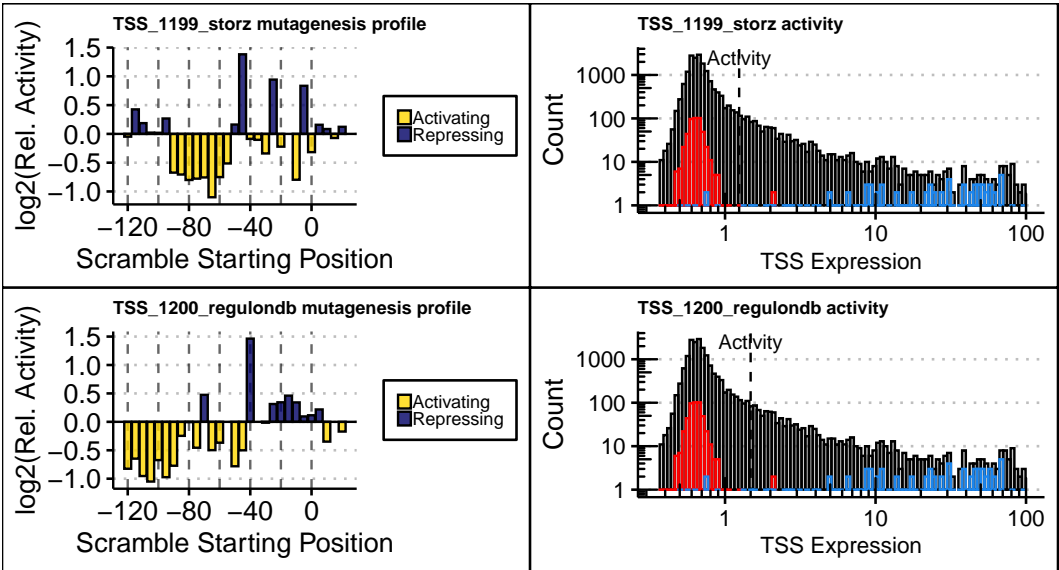 TSS_1199_storz mutagenesis profile
log2(Rel. Activity)
1.5
1.0
0.5
0.0
−0.5
−1.0
−120 −80 −40 0
Scramble Starting Position
Activating
Repressing
TSS_1199_storz activity
Activity
Count
1000
100
10
1
1 10 100
TSS Expression
TSS_1200_regulondb mutagenesis profile
log2(Rel. Activity)
1.5
1.0
0.5
0.0
−0.5
−1.0
−120 −80 −40 0
Scramble Starting Position
Activating
Repressing
TSS_1200_regulondb activity
Activity
Count
1000
100
10
1
1 10 100
TSS Expression